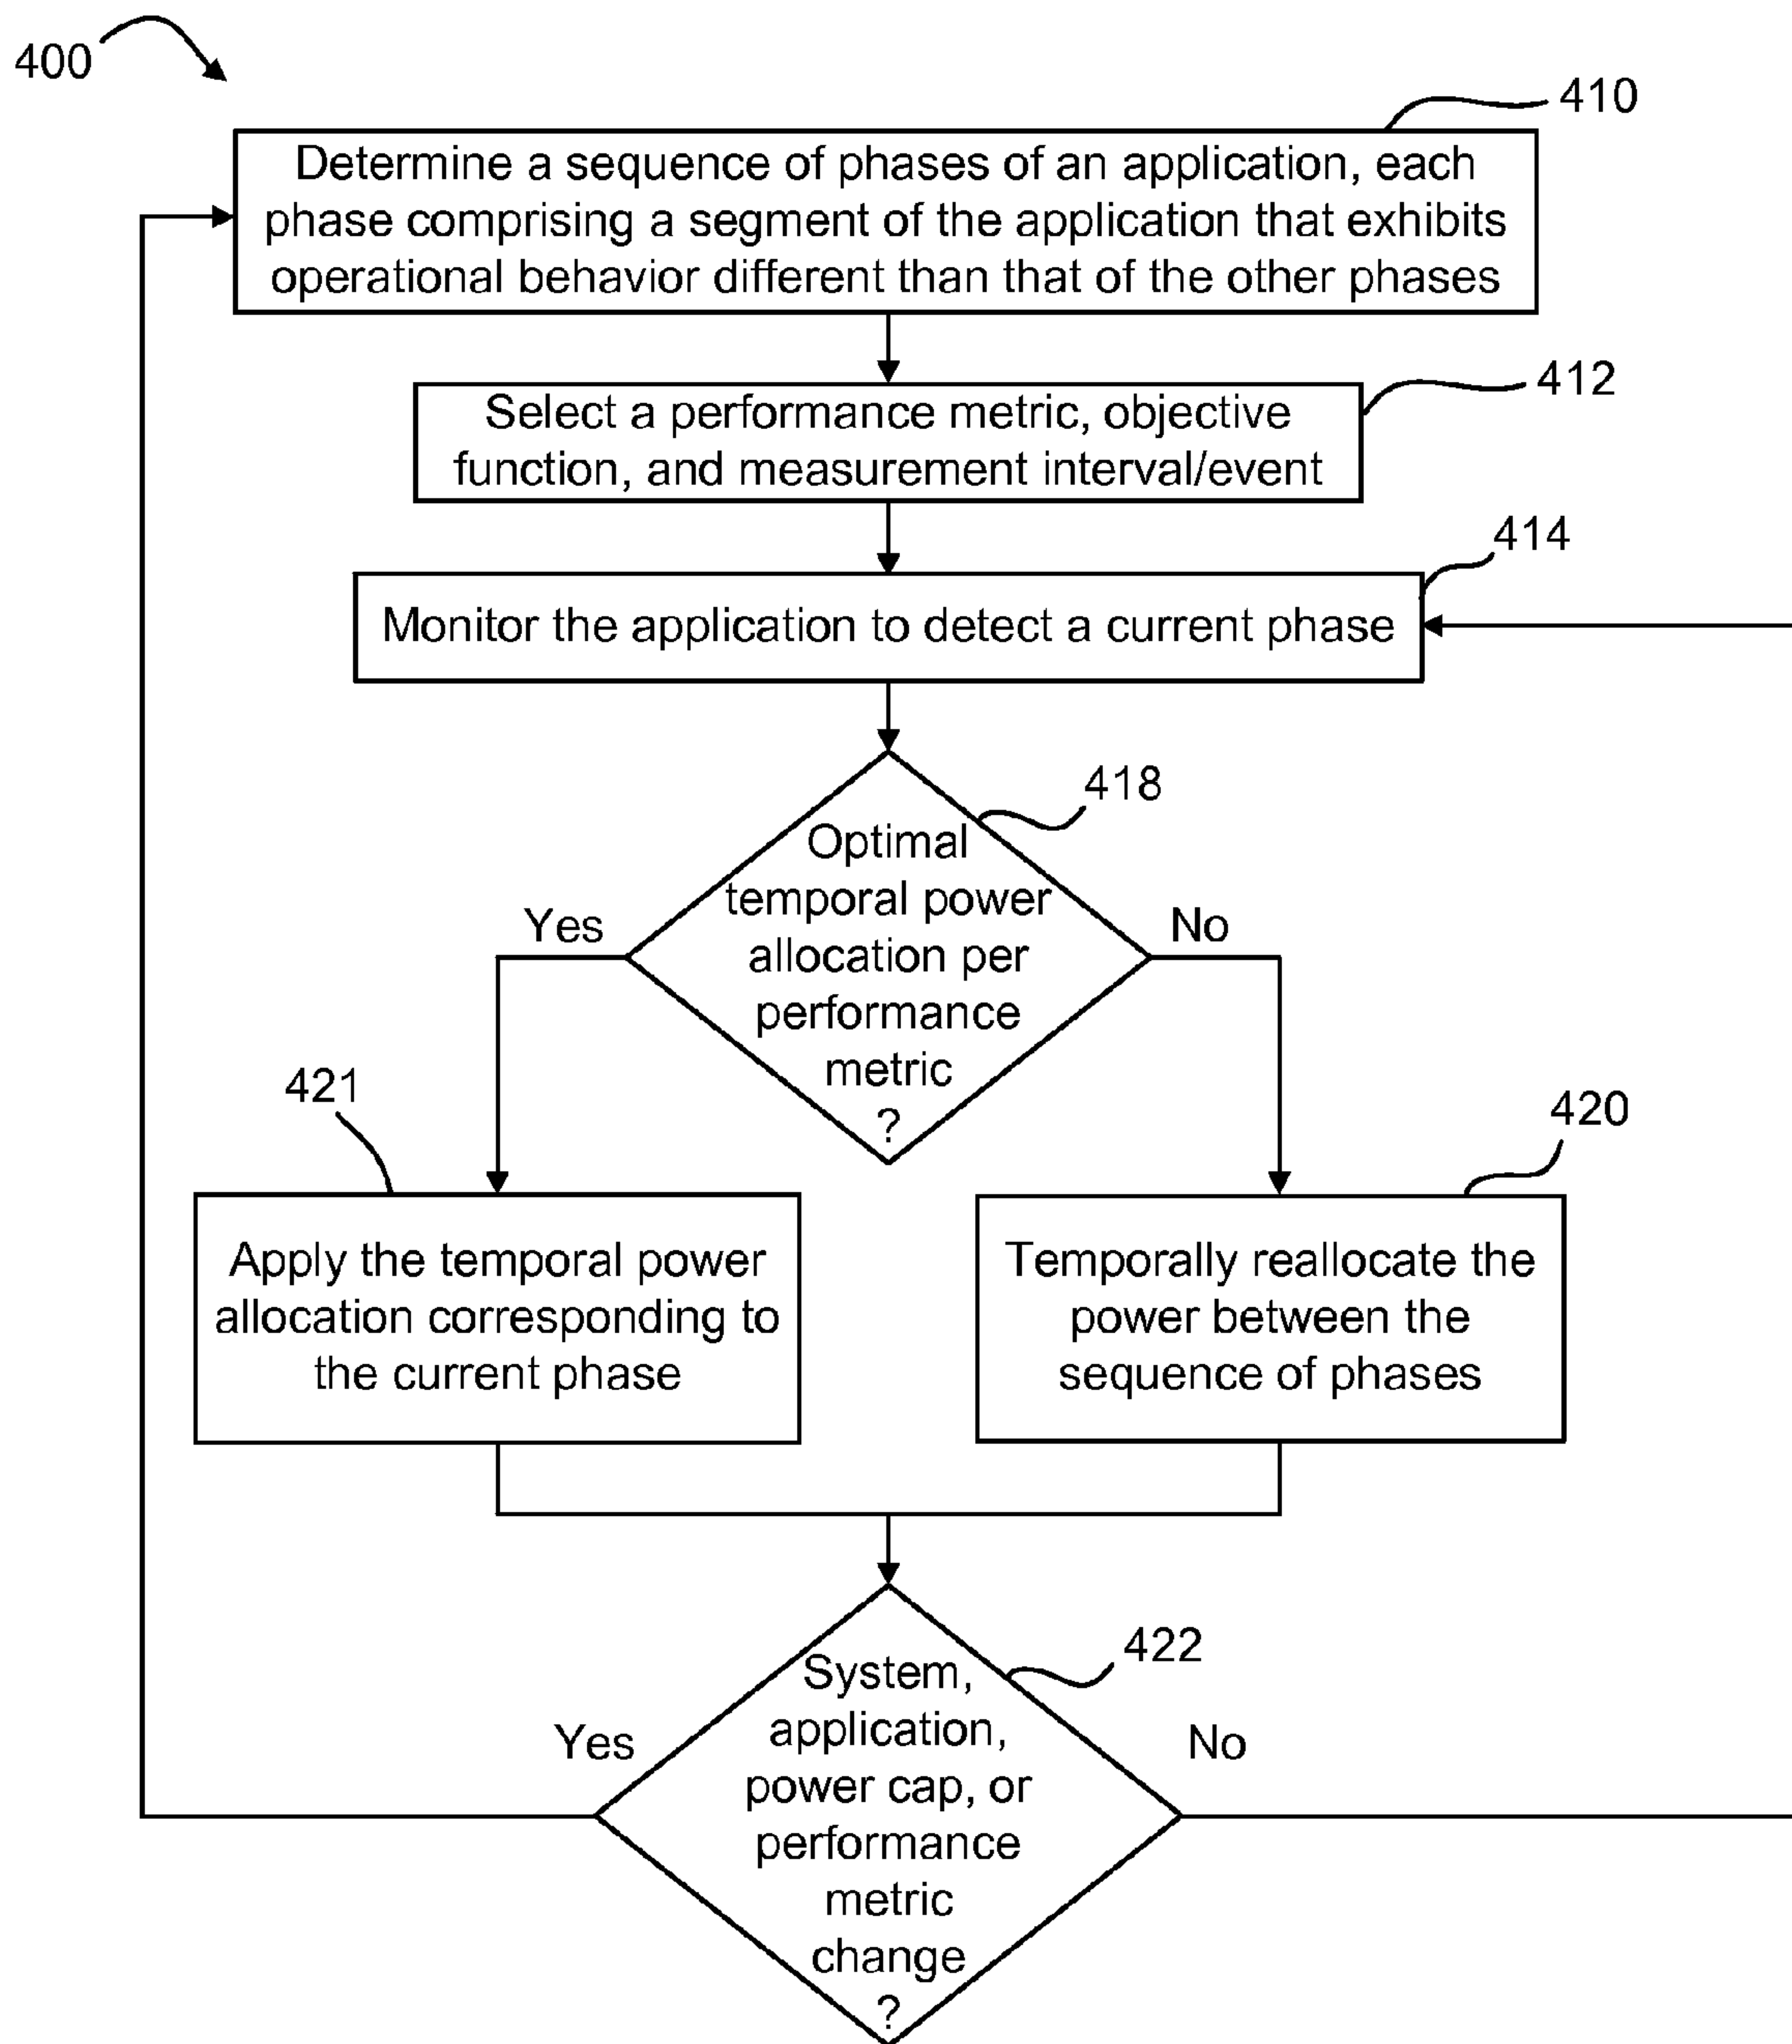 400
410
Determine a sequence of phases of an application, each
phase comprising a segment of the application that exhibits
operational behavior different than that of the other phases
412
Select a performance metric, objective
function, and measurement interval/event
414
Monitor the application to detect a current phase
418
Optimal
temporal power
allocation per
performance
metric
?
Yes
No
421
420
Apply the temporal power
allocation corresponding to
the current phase
Temporally reallocate the
power between the
sequence of phases
422
System,
application,
power cap, or
performance
metric
change
?
Yes
No